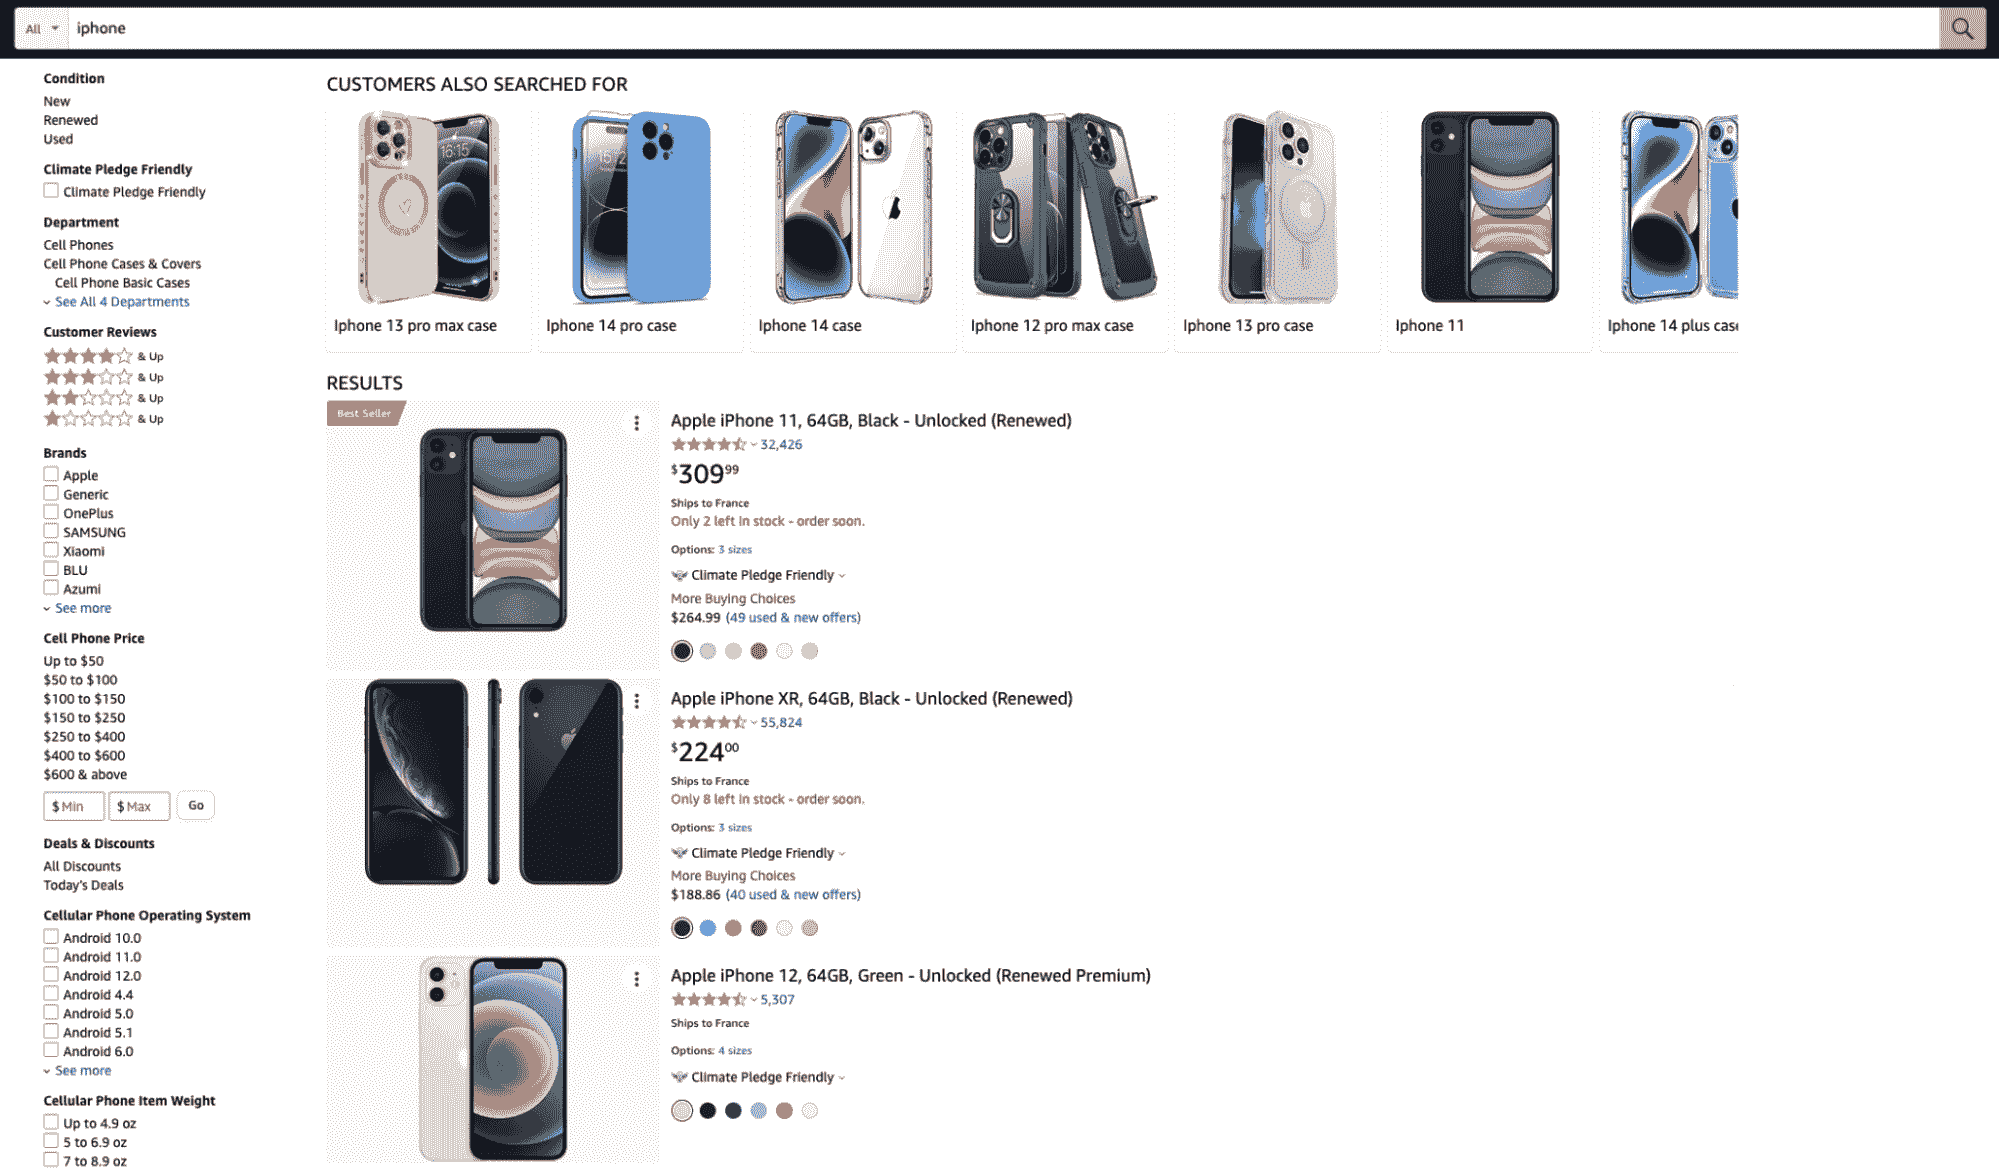 All
iphone
Condition
New
Renewed
Used
Climate Pledge Friendly
Climate Pledge Friendly
Department
Cell Phones
Cell Phone Cases & Covers
Cell Phone Basic Cases
See All 4 Departments
Customer Reviews
& Up
& Up
& Up
& Up
Brands
Apple
Generic
OnePlus
SAMSUNG
Xiaomi
BLU
Azumi
See more
Cell Phone Price
Up to $50
$50 to $100
$100 to $150
$150 to $250
$250 to $400
$400 to $600
$600 & above
$ Min $ Max Go
Deals & Discounts
All Discounts
Today's Deals
Cellular Phone Operating System
Android 10.0
Android 11.0
Android 12.0
Android 4.4
Android 5.0
Android 5.1
Android 6.0
See more
Cellular Phone Item Weight
Up to 4.9 oz
5 to 6.9 oz
7 to 8.9 oz
CUSTOMERS ALSO SEARCHED FOR
16:15
Iphone 13 pro max case
Iphone 14 pro case
Iphone 14 case
Iphone 12 pro max case
Iphone 13 pro case
Iphone 11
Iphone 14 plus case
RESULTS
Best Seller
Apple iPhone 11, 64GB, Black - Unlocked (Renewed)
32,426
$309.99
Ships to France
Only 2 left in stock - order soon.
Options: 3 sizes
Climate Pledge Friendly
More Buying Choices
$264.99 (49 used & new offers)
Apple iPhone XR, 64GB, Black - Unlocked (Renewed)
55,824
$224.00
Ships to France
Only 8 left in stock - order soon.
Options: 3 sizes
Climate Pledge Friendly
More Buying Choices
$188.86 (40 used & new offers)
Apple iPhone 12, 64GB, Green - Unlocked (Renewed Premium)
5,307
Ships to France
Options: 4 sizes
Climate Pledge Friendly